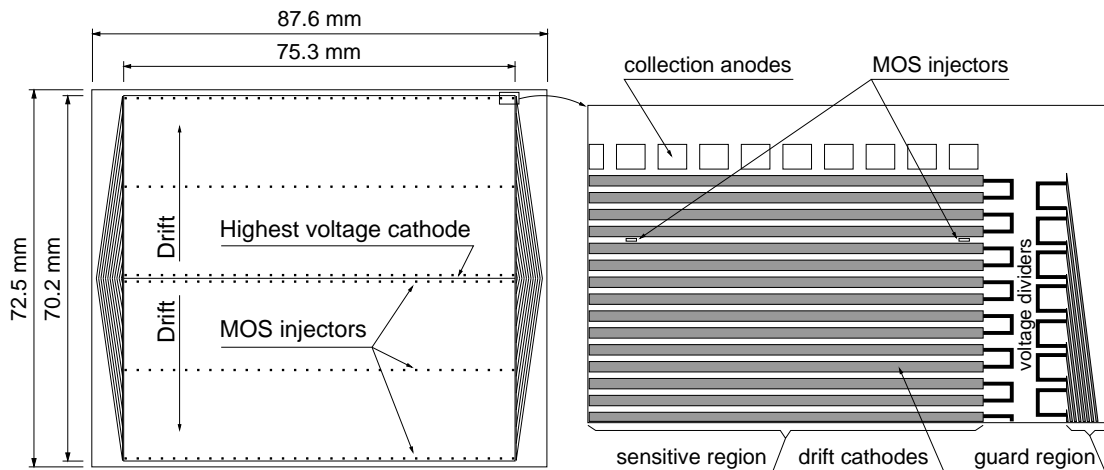 87.6 mm
75.3 mm
72.5 mm
70.2 mm
Drift
Drift
Highest voltage cathode
MOS injectors
collection anodes
MOS injectors
voltage dividers
sensitive region
drift cathodes
guard region